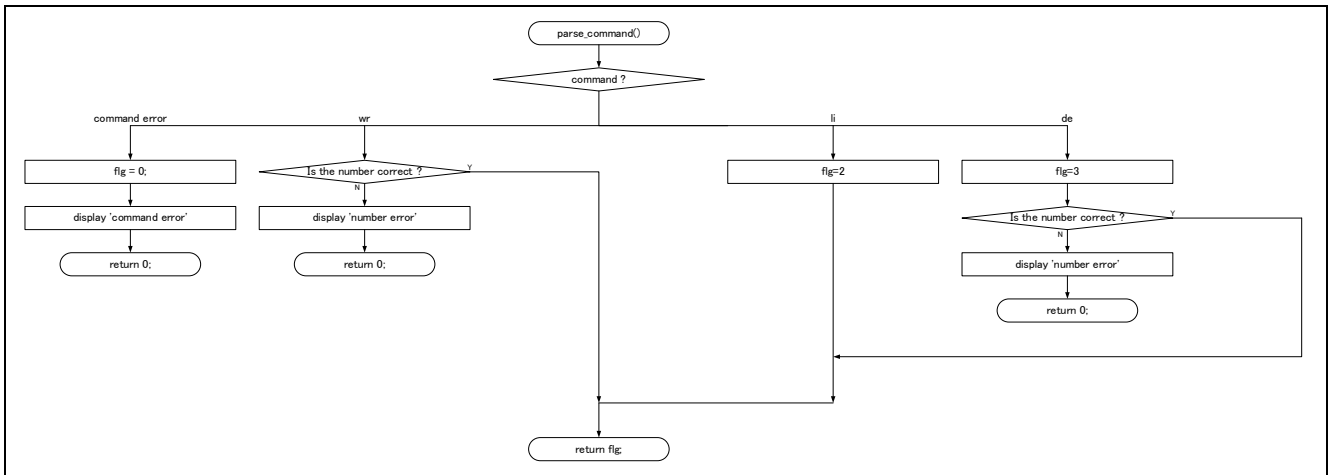 parse_command()
command ?
command error
wr
li
de
flg = 0;
Is the number correct ?
Y
flg=2
flg=3
N
display 'command error'
display 'number error'
Is the number correct ?
Y
N
return 0;
return 0;
display 'number error'
return 0;
return flg;